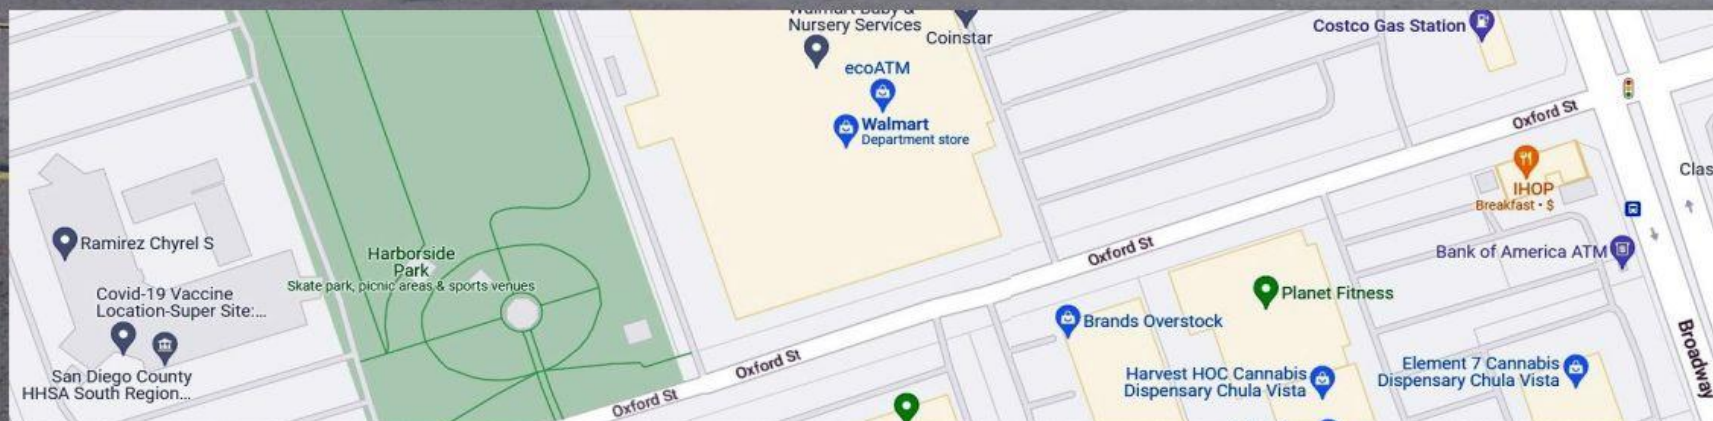 Walmart Baby &
Nursery Services
Coinstar
Costco Gas Station
ecoATM
Walmart
Department store
Oxford St
Clas
IHOP
Breakfast • $
Ramirez Chyrel S
Harborside
Park
Skate park, picnic areas & sports venues
Oxford St
Bank of America ATM
Covid-19 Vaccine
Location-Super Site:...
Planet Fitness
Brands Overstock
Broadway
San Diego County
HHSA South Region...
Oxford St
Harvest HOC Cannabis
Dispensary Chula Vista
Element 7 Cannabis
Dispensary Chula Vista
Oxford St